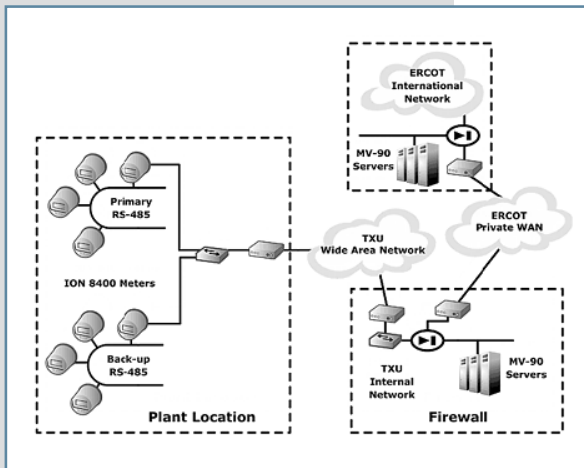 ERCOT
International
Network
MV-90
Servers
Primary
RS-485
ERCOT
Private WAN
TXU
Wide Area Network
ION 8400 Meters
Back-up
RS-485
Plant Location
TXU
Internal
Network
MV-90
Servers
Firewall